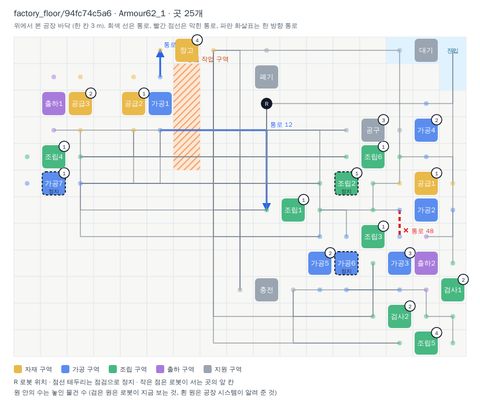 factory_floor/94fc74c5a6 · Armour62_1 · 곳 25개
위에서 본 공장 바닥 (한 칸 3 m). 회색 선은 통로, 빨간 점선은 막힌 통로, 파란 화살표는 한 방향 통로
통로
창고
4
작업 구역
대기
진입
폐기
출하1
공급3
2
공급2
1
가공1
R
통로 12
공구
3
가공4
2
조립4
1
조립6
1
가공7
1
정지
조립2
1
정지
공급1
1
조립1
1
가공2
통로 48
조립3
1
가공5
2
가공6
정지
가공3
3
출하2
충전
검사1
2
검사2
2
조립5
4
자재 구역
가공 구역
조립 구역
출하 구역
지원 구역
R 로봇 위치 · 점선 테두리는 점검으로 정지 · 작은 점은 로봇이 서는 곳의 앞 칸
원 안의 수는 놓인 물건 수 (검은 원은 로봇이 지금 보는 것, 흰 원은 공장 시스템이 알려 준 것)